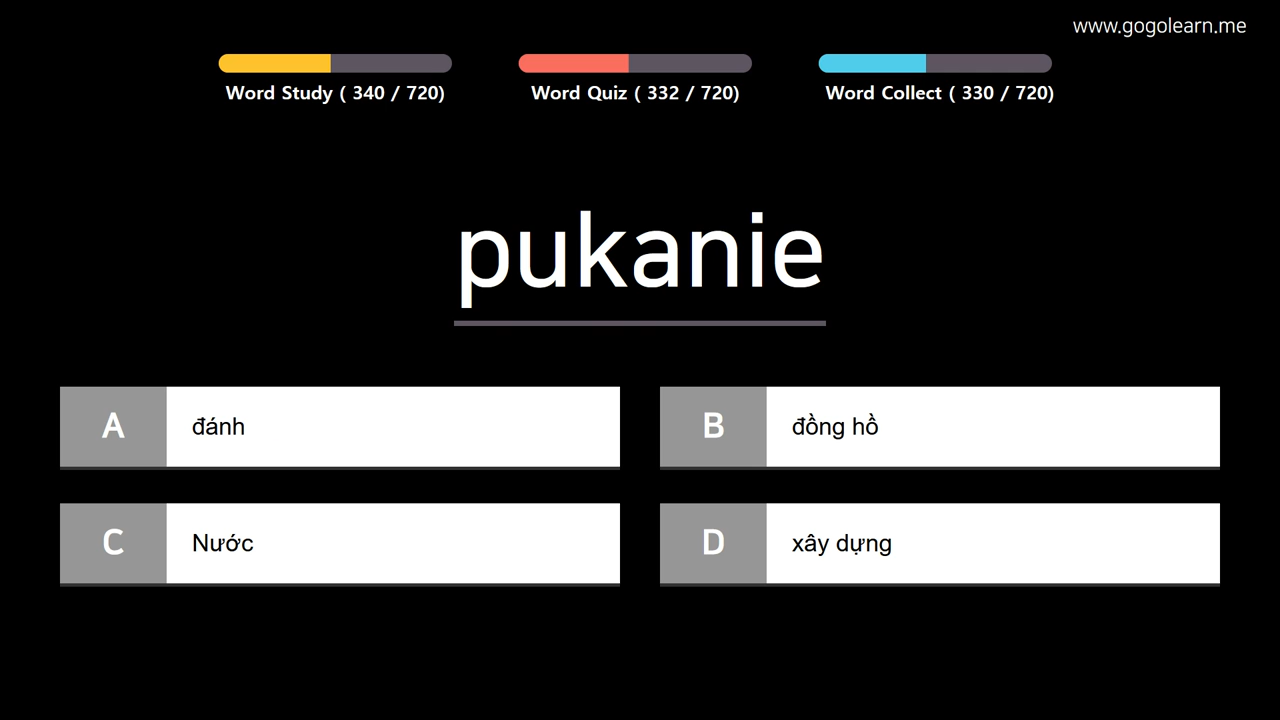 www.gogolearn.me
Word Study ( 340 / 720)
Word Quiz ( 332 / 720)
Word Collect ( 330 / 720)
pukanie
A đánh
B đồng hồ
C Nước
D xây dựng